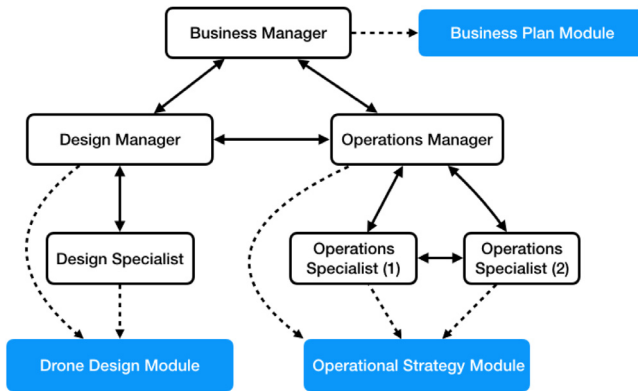 Business Manager
Business Plan Module
Design Manager
Operations Manager
Design Specialist
Operations
Specialist (1)
Operations
Specialist (2)
Drone Design Module
Operational Strategy Module